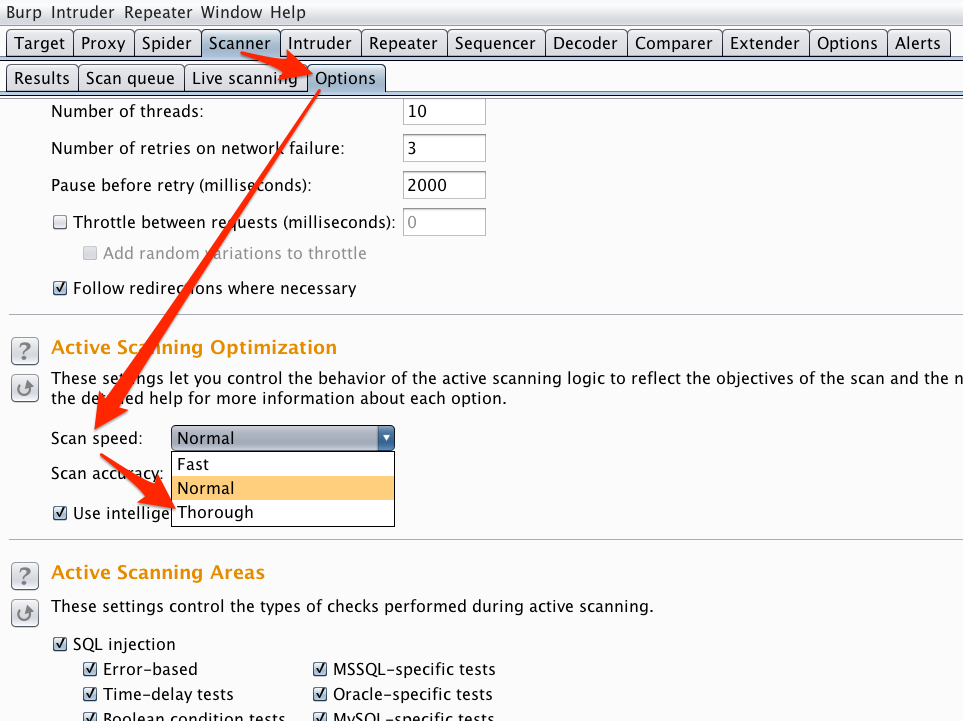 Burp Intruder Repeater Window Help
Target Proxy Spider Scanner Intruder Repeater Sequencer Decoder Comparer Extender Options Alerts
Results Scan queue Live scanning Options
Number of threads: 10
Number of retries on network failure: 3
Pause before retry (milliseconds): 2000
Throttle between requests (milliseconds): 0
Add random variations to throttle
Follow redirections where necessary
? Active Scanning Optimization
These settings let you control the behavior of the active scanning logic to reflect the objectives of the scan and the n
the detailed help for more information about each option.
Scan speed: Normal
Fast
Scan accuracy:
Normal
Use intellige Thorough
? Active Scanning Areas
These settings control the types of checks performed during active scanning.
SQL injection
Error-based MSSQL-specific tests
Time-delay tests Oracle-specific tests
Boolean condition tests MySQL-specific tests